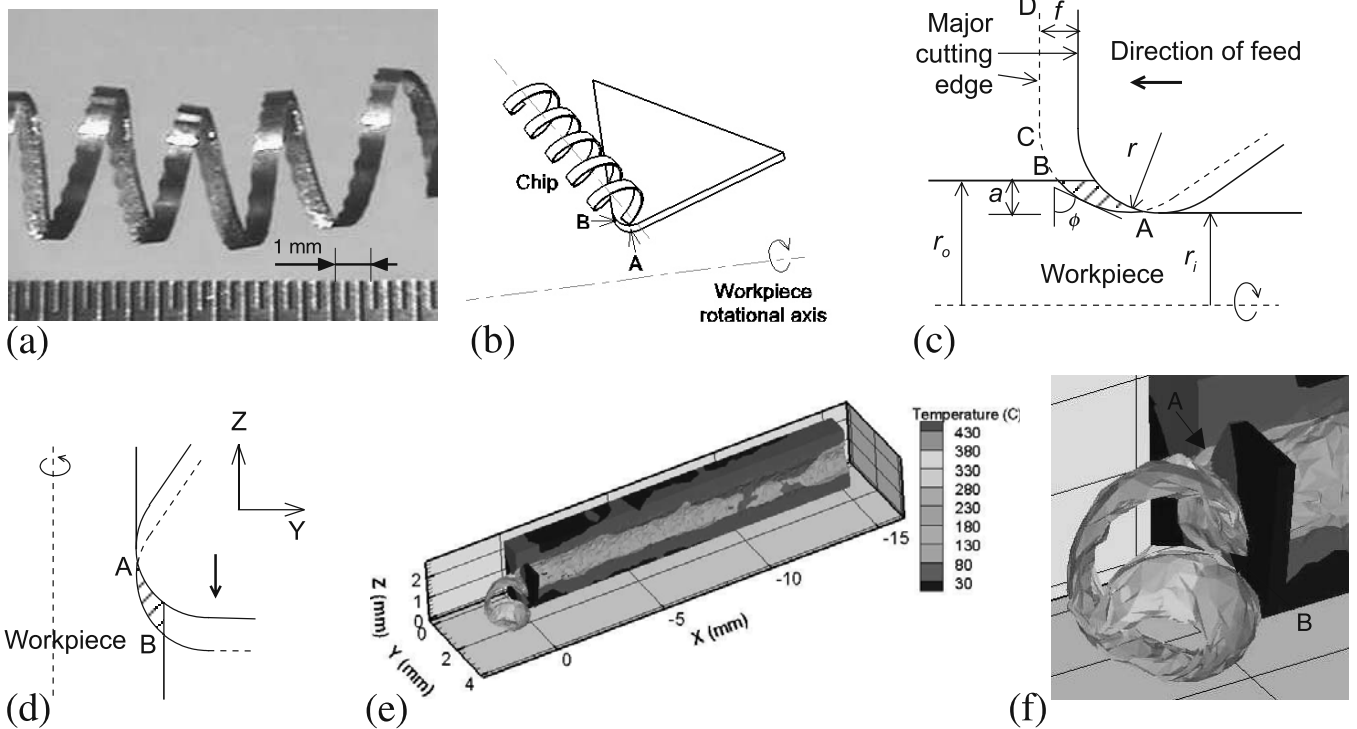 1 mm
(a)
Chip
B
A
Workpiece
rotational axis
(b)
D
f
Major
cutting
edge
Direction of feed
C
B
r
a
ϕ
A
r_o
r_i
Workpiece
(c)
Z
Y
A
B
Workpiece
(d)
Temperature (C)
430
380
330
280
230
180
130
80
30
Z (mm)
2
1
0
0
2
4
Y (mm)
0
-5
-10
-15
X (mm)
(e)
A
B
(f)